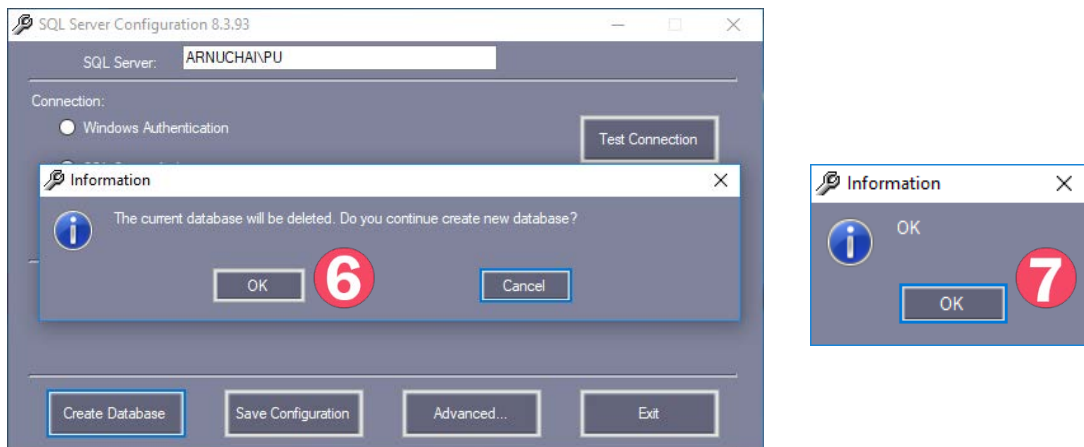 SQL Server Configuration 8.3.93
SQL Server: ARNUCHAI\PU
Connection:
Windows Authentication
Test Connection
Information
The current database will be deleted. Do you continue create new database?
OK
6
Cancel
Create Database
Save Configuration
Advanced...
Exit
Information
OK
OK
7